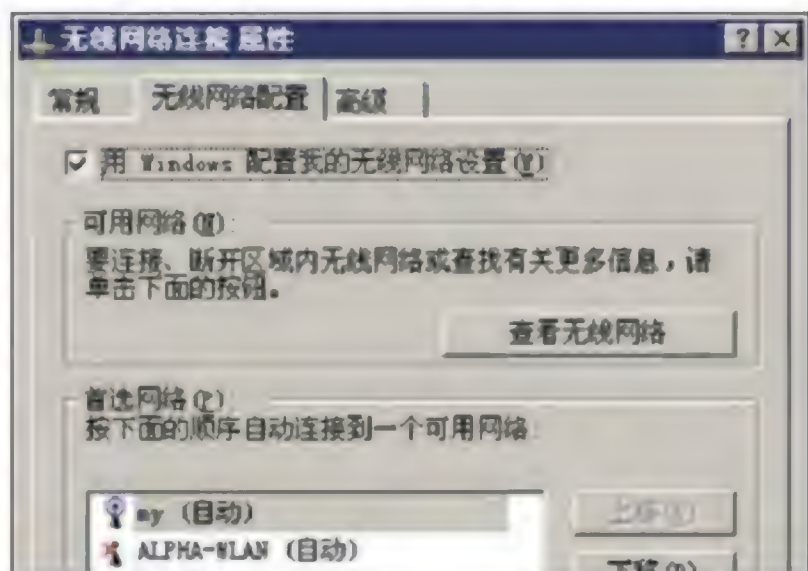 无线网络连接 属性
常规 无线网络配置 高级
用 Windows 配置我的无线网络设置(W)
可用网络(N):
要连接、断开区域内无线网络或查找有关更多信息，请
单击下面的按钮。
查看无线网络
首选网络(P):
按下面的顺序自动连接到一个可用网络:
my (自动)
上移(U)
ALPHA-WLAN (自动)
下移(D)